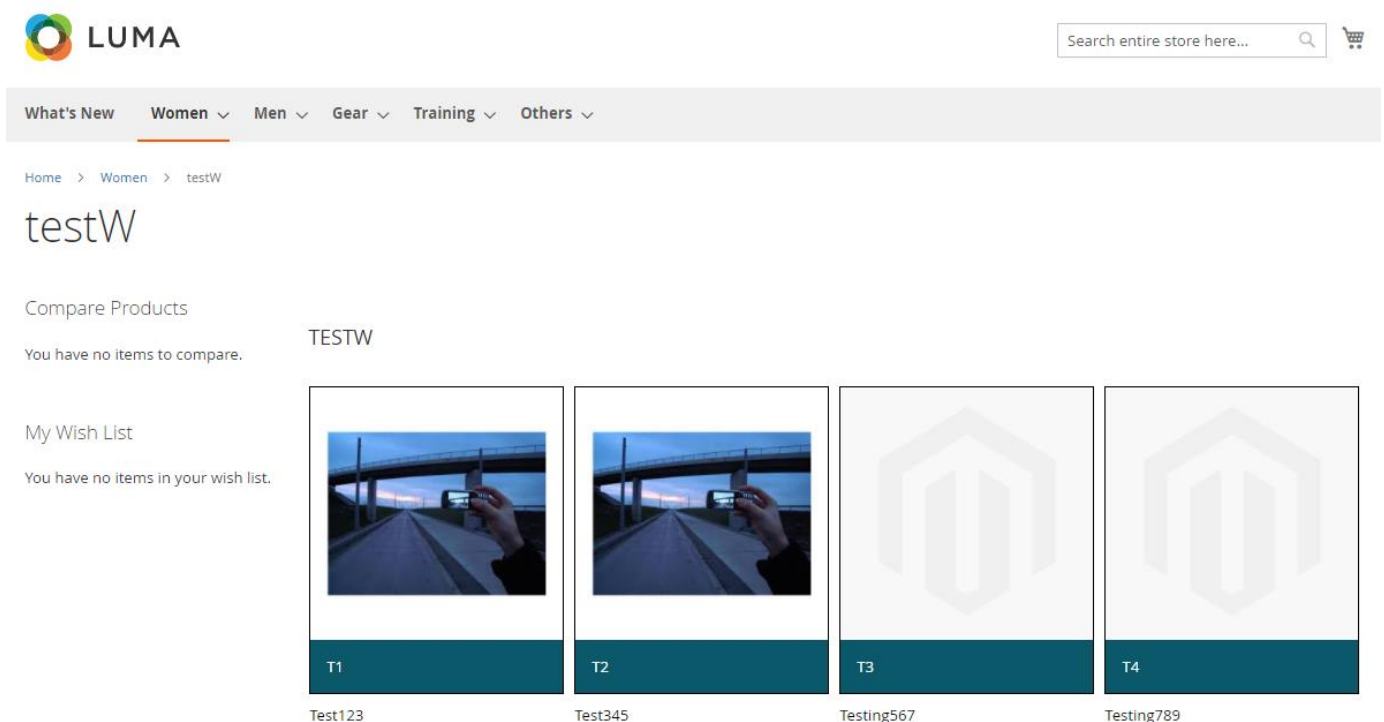 LUMA
Search entire store here...
What's New Women Men Gear Training Others
Home > Women > testW
testW
Compare Products
You have no items to compare.
My Wish List
You have no items in your wish list.
TESTW
T1 T2 T3 T4
Test123 Test345 Testing567 Testing789